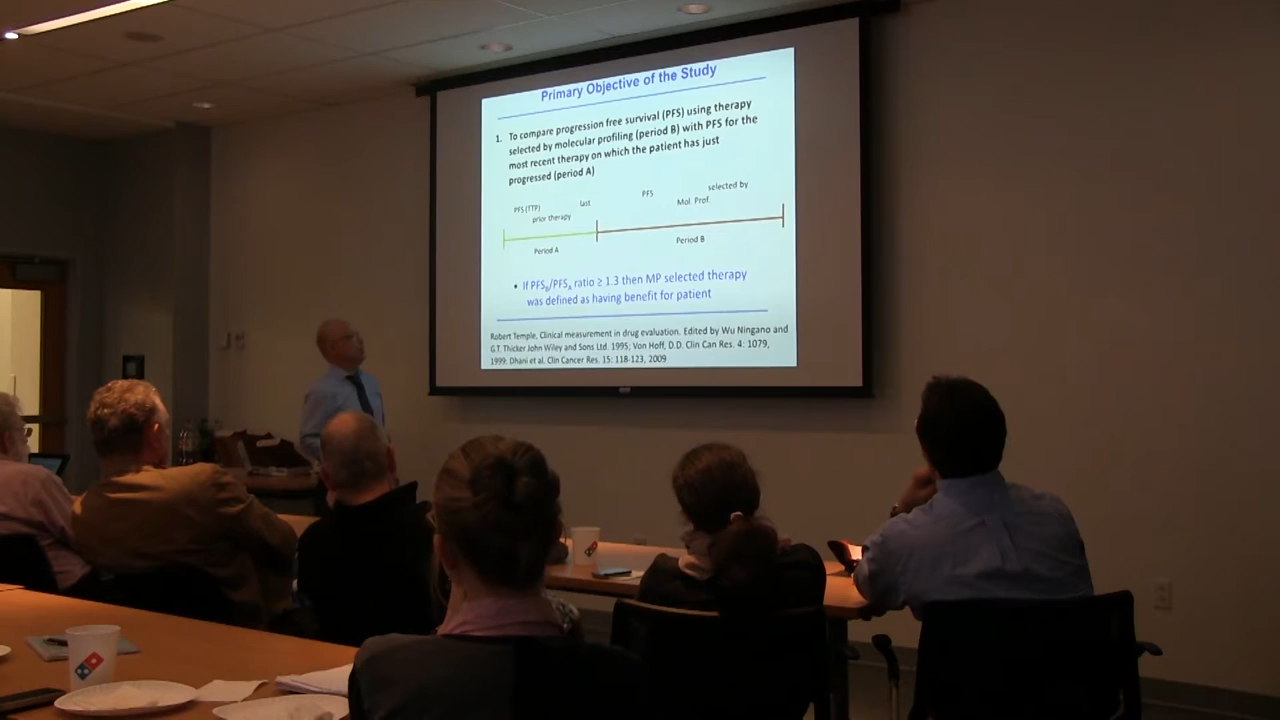 Primary Objective of the Study
1. To compare progression free survival (PFS) using therapy
selected by molecular profiling (period B) with PFS for the
most recent therapy on which the patient has just
progressed (period A)
PFS (TTP) last
prior therapy
PFS selected by
Mol. Prof.
Period A
Period B
• If PFSb/PFSA ratio ≥ 1.3 then MP selected therapy
was defined as having benefit for patient
Robert Temple, Clinical measurement in drug evaluation. Edited by Wu Ningano and
G.T. Thicker John Wiley and Sons Ltd. 1995; Von Hoff, D.D. Clin Can Res. 4: 1079,
1999: Dhani et al. Clin Cancer Res. 15: 118-123, 2009